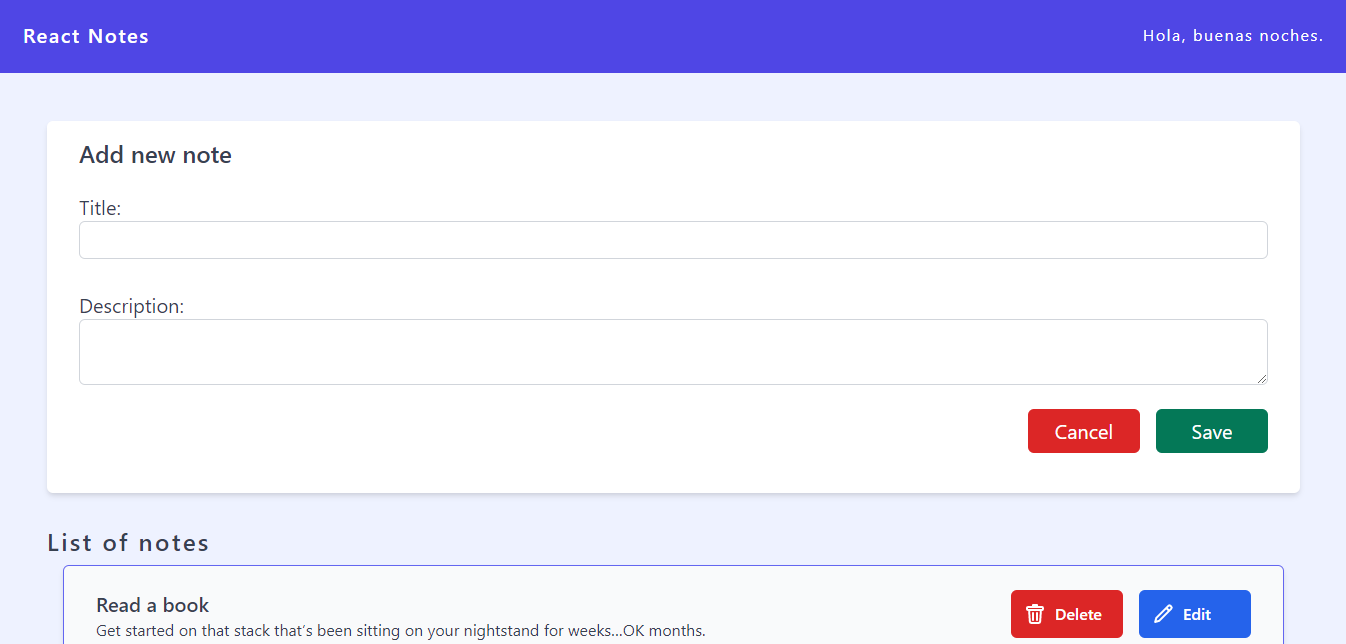 React Notes
Hola, buenas noches.
Add new note
Title:
Description:
Cancel
Save
List of notes
Read a book
Get started on that stack that's been sitting on your nightstand for weeks...OK months.
Delete
Edit